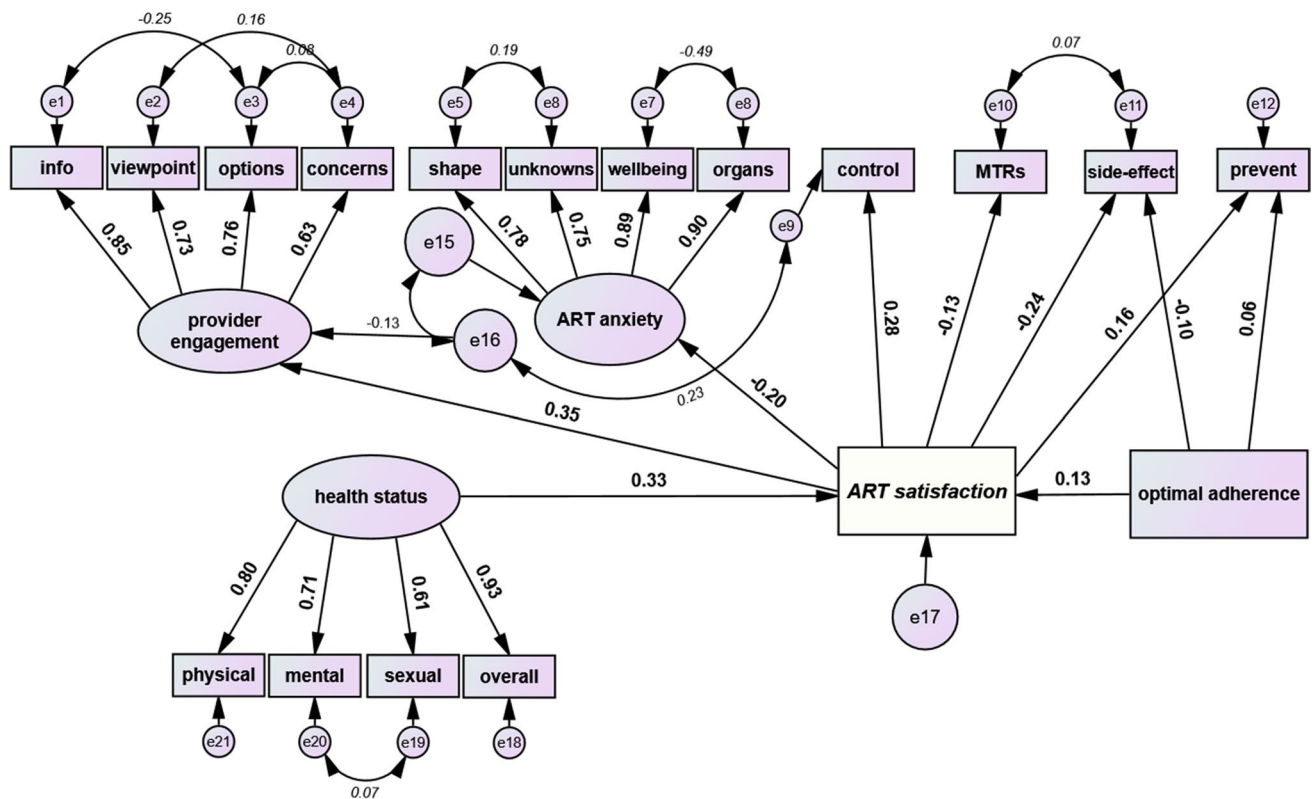 -0.25
0.16
0.08
0.19
-0.49
0.07
e1
e2
e3
e4
e5
e8
e7
e8
e10
e11
e12
info
viewpoint
options
concerns
shape
unknowns
wellbeing
organs
control
MTRs
side-effect
prevent
0.85
0.73
0.76
0.63
e15
0.78
0.75
0.89
0.90
e9
provider
engagement
-0.13
e16
ART anxiety
0.28
-0.13
-0.24
0.16
-0.10
0.06
0.23
-0.20
0.35
health status
0.33
ART satisfaction
0.13
optimal adherence
0.80
0.71
0.61
0.93
e17
physical
mental
sexual
overall
e21
e20
e19
e18
0.07